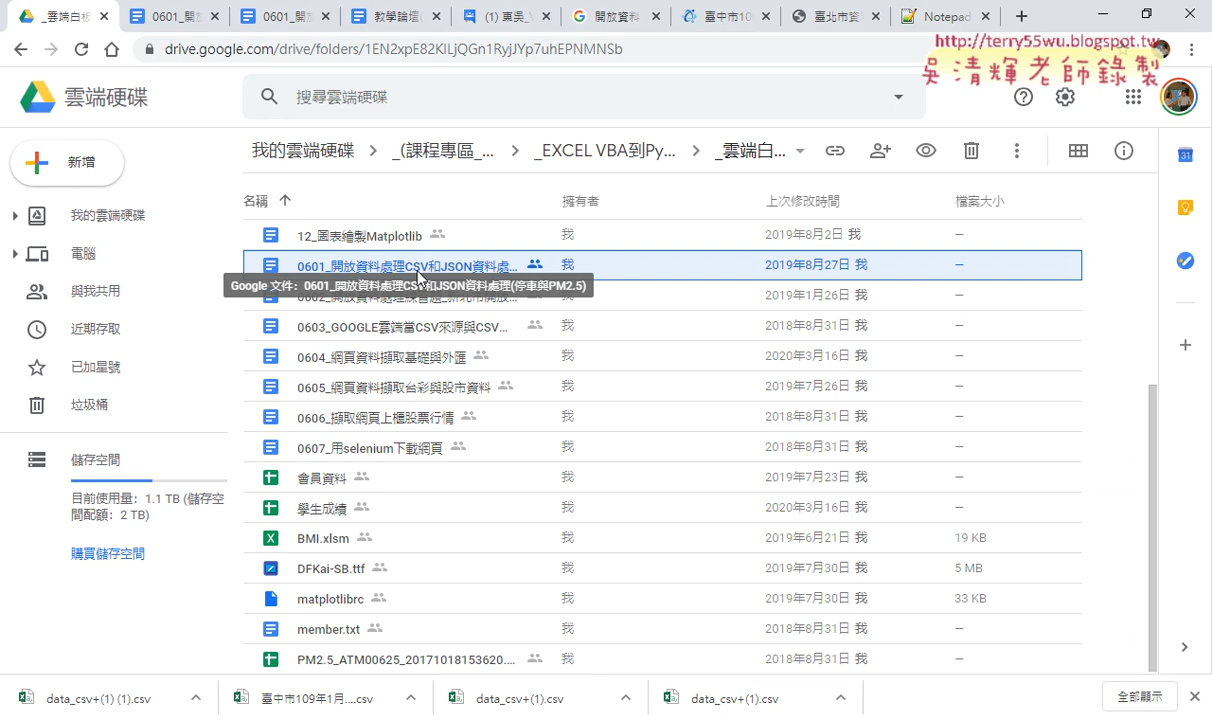 _雲端白板
0601_開
0601_開
教學論壇(
(1) 東吳_
開放資料
臺中市10
臺北市資
Notepad
drive.google.com/drive/folders/1EN2xpE82KlLjQGn1RyjJYp7uhEPNMNSb
http://terry55wu.blogspot.tw
吳清輝老師錄製
雲端硬碟
搜尋雲端硬碟
新增
我的雲端硬碟
_(課程專區_...
_EXCEL VBA到Py...
_雲端白...
名稱
擁有者
上次修改時間
檔案大小
我的雲端硬碟
電腦
與我共用
近期存取
已加星號
垃圾桶
儲存空間
目前使用量: 1.1 TB (儲存空
間配額: 2 TB)
購買儲存空間
12_圖表繪製Matplotlib 我 2019年8月2日 我 —
0601_開放資料處理CSV和JSON資料處... 我 2019年8月27日 我 —
Google 文件: 0601_開放資料處理CSV和JSON資料處理(停車與PM2.5)
我 2019年1月26日 我 —
0603_GOOGLE雲端當CSV來源與CSV... 我 2018年8月31日 我 —
0604_網頁資料擷取基礎與外匯 我 2020年3月16日 我 —
0605_網頁資料擷取台彩與股市資料 我 2019年7月26日 我 —
0606_擷取網頁上櫃股票行情 我 2018年8月31日 我 —
0607_用selenium下載網頁 我 2018年8月31日 我 —
會員資料 我 2019年7月23日 我 —
學生成績 我 2020年3月16日 我 —
BMI.xlsm 我 2019年6月21日 我 19 KB
DFKai-SB.ttf 我 2019年7月30日 我 5 MB
matplotlibrc 我 2019年7月30日 我 33 KB
member.txt 我 2018年8月31日 我 —
PM2.5_ATM00625_20171018153620.... 我 2018年8月31日 我 —
data_csv+(1) (1).csv
臺中市109年1月....csv
data_csv+(1).csv
data_csv+(1).csv
全部顯示